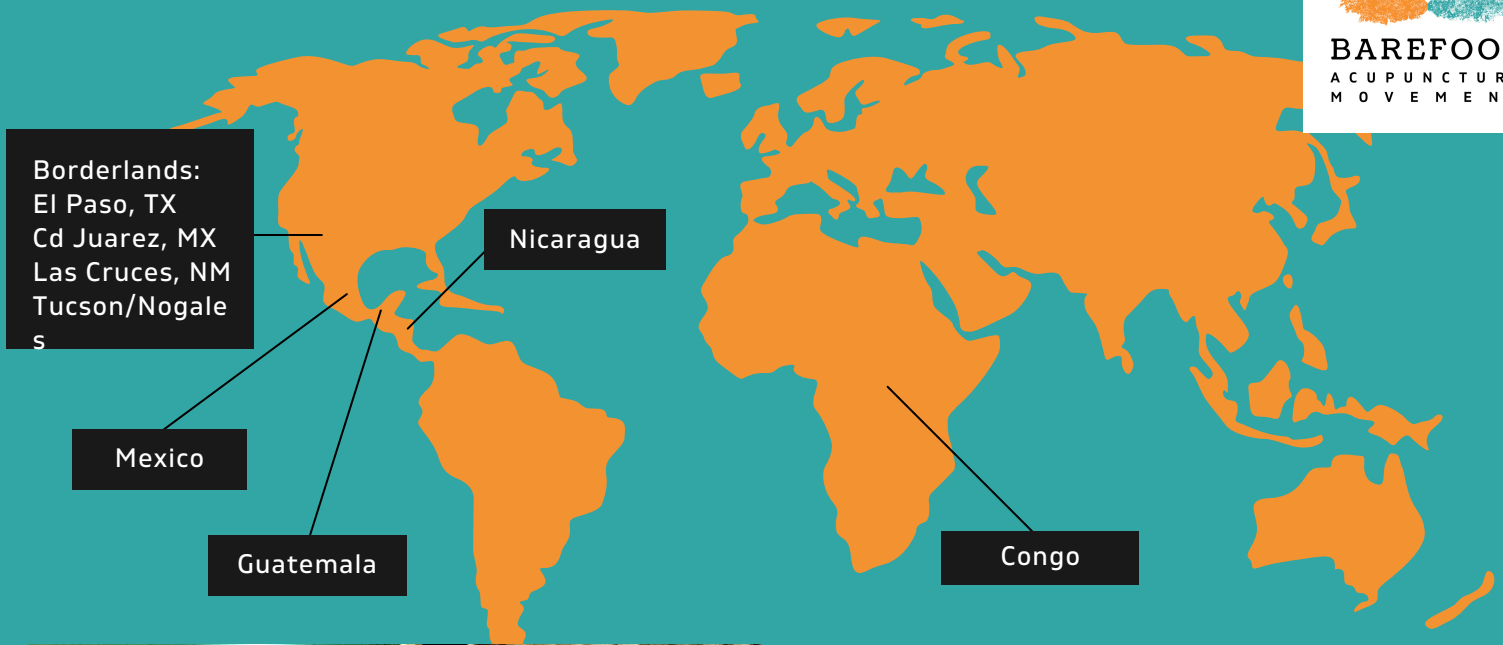 BAREFOO
ACUPUNCTUR
MOVEMEN
Borderlands:
El Paso, TX
Cd Juarez, MX
Las Cruces, NM
Tucson/Nogale
s
Nicaragua
Mexico
Guatemala
Congo